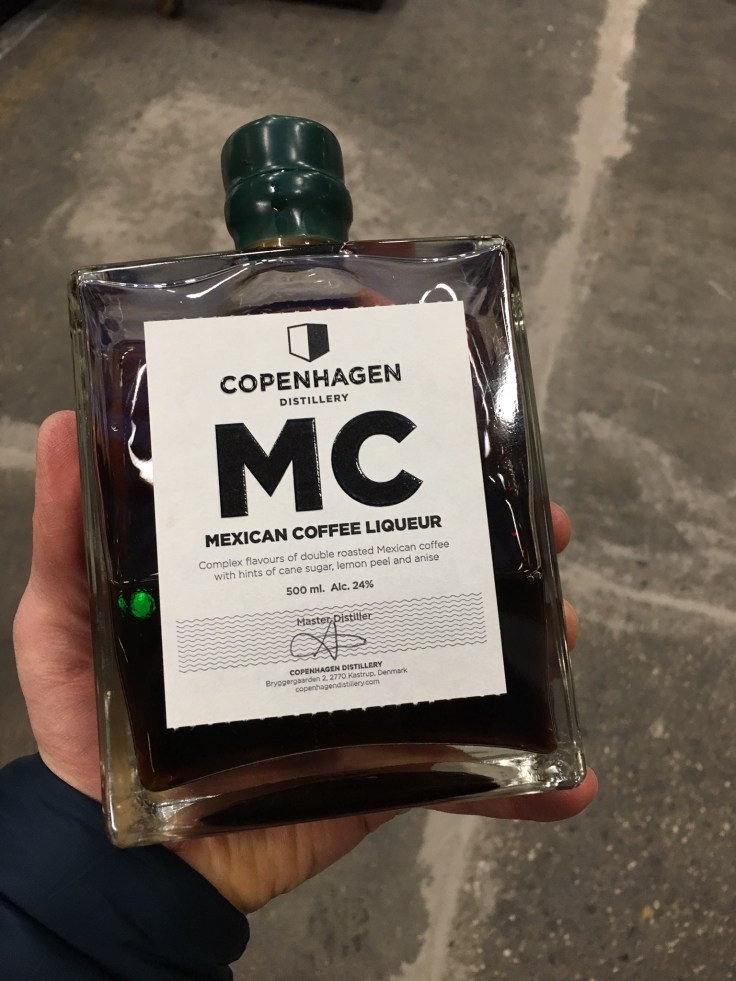 COPENHAGEN
DISTILLERY
MC
MEXICAN COFFEE LIQUEUR
Complex flavours of double roasted Mexican coffee
with hints of cane sugar, lemon peel and anise
500 ml. Alc. 24%
Master Distiller
COPENHAGEN DISTILLERY
Bryggergaarden 2, 2770 Kastrup, Denmark
copenhagendistillery.com